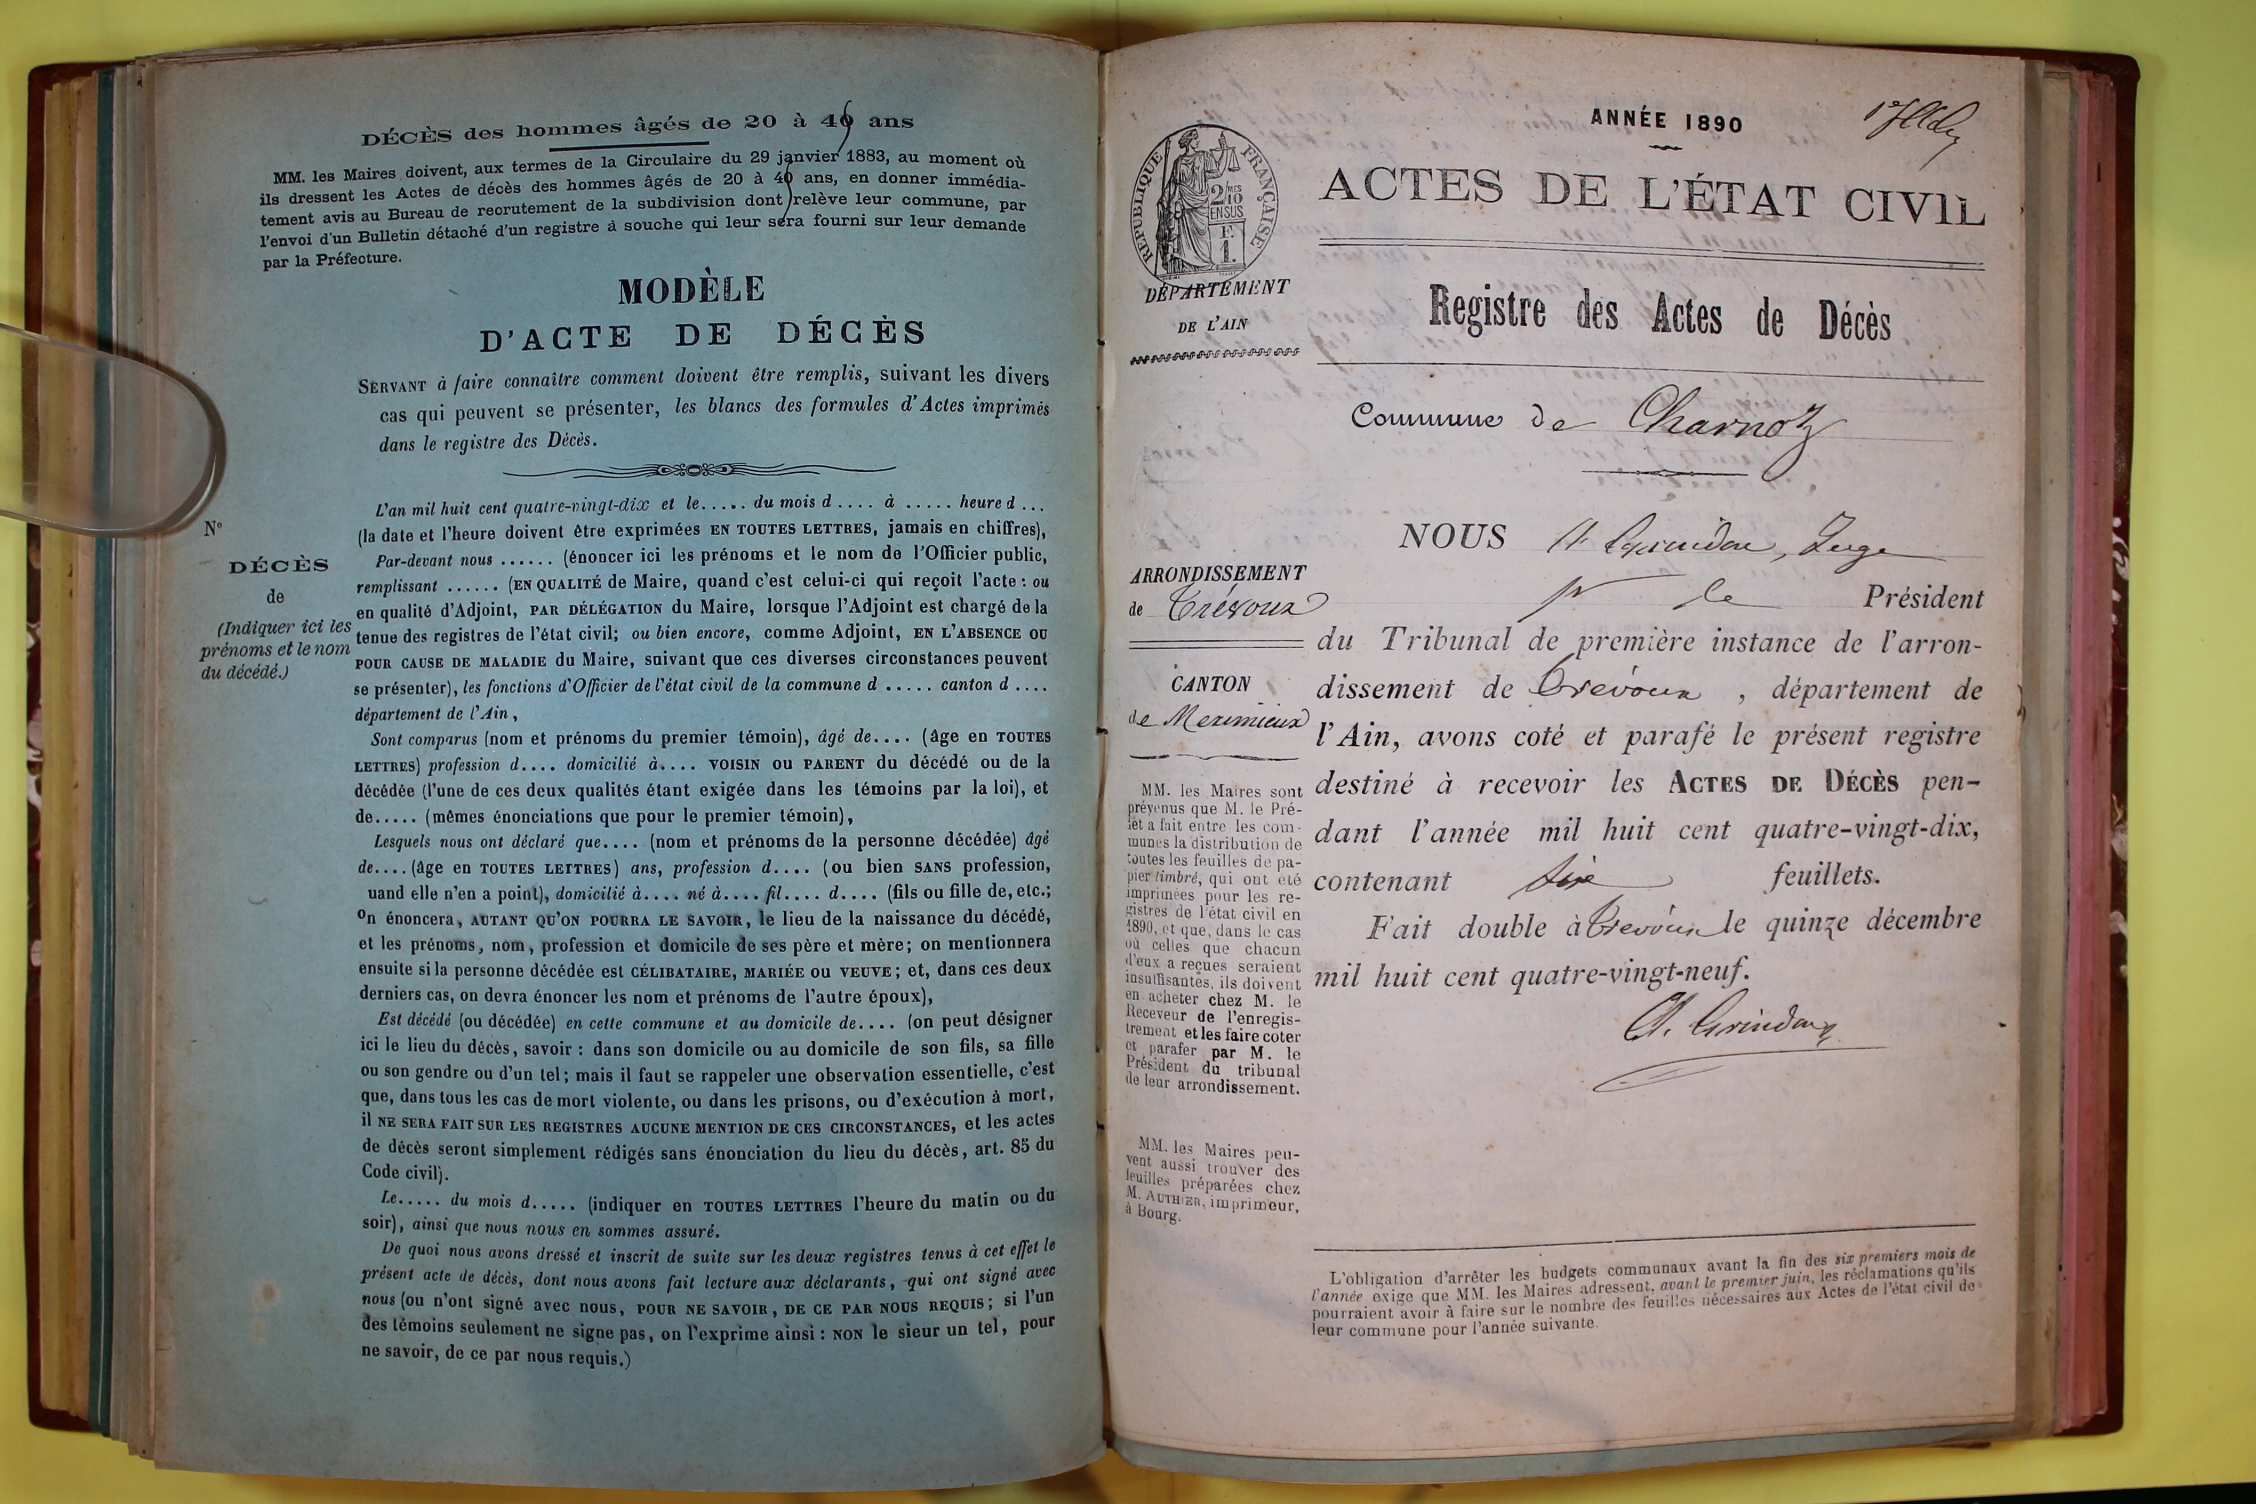 DÉCÈS des hommes âgés de 20 à 40 ans
MM. les Maires doivent, aux termes de la Circulaire du 29 janvier 1883, au moment où
ils dressent les Actes de décès des hommes âgés de 20 à 40 ans, en donner immédia-
tement avis au Bureau de recrutement de la subdivision dont relève leur commune, par
l'envoi d'un Bulletin détaché d'un registre à souche qui leur sera fourni sur leur demande
par la Préfecture.
MODÈLE
D'ACTE DE DÉCÈS
SERVANT à faire connaître comment doivent être remplis, suivant les divers
cas qui peuvent se présenter, les blancs des formules d'Actes imprimés
dans le registre des Décès.
N°
DÉCÈS
de
(Indiquer ici les
prénoms et le nom
du décédé.)
L'an mil huit cent quatre-vingt-dix et le..... du mois d .... à ..... heure d ...
(la date et l'heure doivent être exprimées EN TOUTES LETTRES, jamais en chiffres),
Par-devant nous ...... (énoncer ici les prénoms et le nom de l'Officier public,
remplissant ...... (EN QUALITÉ de Maire, quand c'est celui-ci qui reçoit l'acte : ou
en qualité d'Adjoint, PAR DÉLÉGATION du Maire, lorsque l'Adjoint est chargé de la
tenue des registres de l'état civil; ou bien encore, comme Adjoint, EN L'ABSENCE OU
POUR CAUSE DE MALADIE du Maire, suivant que ces diverses circonstances peuvent
se présenter), les fonctions d'Officier de l'état civil de la commune d ..... canton d ....
département de l'Ain,
Sont comparus (nom et prénoms du premier témoin), âgé de.... (âge en TOUTES
LETTRES) profession d.... domicilié à.... VOISIN ou PARENT du décédé ou de la
décédée (l'une de ces deux qualités étant exigée dans les témoins par la loi), et
de..... (mêmes énonciations que pour le premier témoin),
Lesquels nous ont déclaré que.... (nom et prénoms de la personne décédée) âgé
de....(âge en TOUTES LETTRES) ans, profession d.... (ou bien SANS profession,
uand elle n'en a point), domicilié à.... né à.... fil.... d.... (fils ou fille de, etc.;
On énoncera, AUTANT QU'ON POURRA LE SAVOIR, le lieu de la naissance du décédé,
et les prénoms, nom, profession et domicile de ses père et mère; on mentionnera
ensuite si la personne décédée est CÉLIBATAIRE, MARIÉE ou VEUVE; et, dans ces deux
derniers cas, on devra énoncer les nom et prénoms de l'autre époux),
Est décédé (ou décédée) en cette commune et au domicile de.... (on peut désigner
ici le lieu du décès, savoir : dans son domicile ou au domicile de son fils, sa fille
ou son gendre ou d'un tel; mais il faut se rappeler une observation essentielle, c'est
que, dans tous les cas de mort violente, ou dans les prisons, ou d'exécution à mort,
il NE SERA FAIT SUR LES REGISTRES AUCUNE MENTION DE CES CIRCONSTANCES, et les actes
de décès seront simplement rédigés sans énonciation du lieu du décès, art. 85 du
Code civil).
Le..... du mois d..... (indiquer en TOUTES LETTRES l'heure du matin ou du
soir), ainsi que nous nous en sommes assuré.
De quoi nous avons dressé et inscrit de suite sur les deux registres tenus à cet effet le
présent acte de décès, dont nous avons fait lecture aux déclarants, qui ont signé avec
nous (ou n'ont signé avec nous, POUR NE SAVOIR, DE CE PAR NOUS REQUIS; si l'un
des témoins seulement ne signe pas, on l'exprime ainsi : NON le sieur un tel, pour
ne savoir, de ce par nous requis.)
ANNÉE 1890
RÉPUBLIQUE FRANÇAISE
2/10MES
EN SUS
F.
1.
ACTES DE L'ÉTAT CIVIL
DÉPARTEMENT
DE L'AIN
Registre des Actes de Décès
Commune de Charnoz
ARRONDISSEMENT
de Trévoux
CANTON
de Meximieux
MM. les Maires sont
prévenus que M. le Pré-
fet a fait entre les com-
munes la distribution de
toutes les feuilles de pa-
pier timbré, qui ont été
imprimées pour les re-
gistres de l'état civil en
1890, et que, dans le cas
où celles que chacun
d'eux a reçues seraient
insuffisantes, ils doivent
en acheter chez M. le
Receveur de l'enregis-
trement et les faire coter
et parafer par M. le
Président du tribunal
de leur arrondissement.
MM. les Maires peu-
vent aussi trouver des
feuilles préparées chez
M. AUTHIER, imprimeur,
à Bourg.
NOUS A. Grindon, Juge
pr le Président
du Tribunal de première instance de l'arron-
dissement de Trévoux , département de
l'Ain, avons coté et parafé le présent registre
destiné à recevoir les ACTES DE DÉCÈS pen-
dant l'année mil huit cent quatre-vingt-dix,
contenant six feuillets.
Fait double à Trévoux le quinze décembre
mil huit cent quatre-vingt-neuf.
A. Grindon
L'obligation d'arrêter les budgets communaux avant la fin des six premiers mois de
l'année exige que MM. les Maires adressent, avant le premier juin, les réclamations qu'ils
pourraient avoir à faire sur le nombre des feuilles nécessaires aux Actes de l'état civil de
leur commune pour l'année suivante.